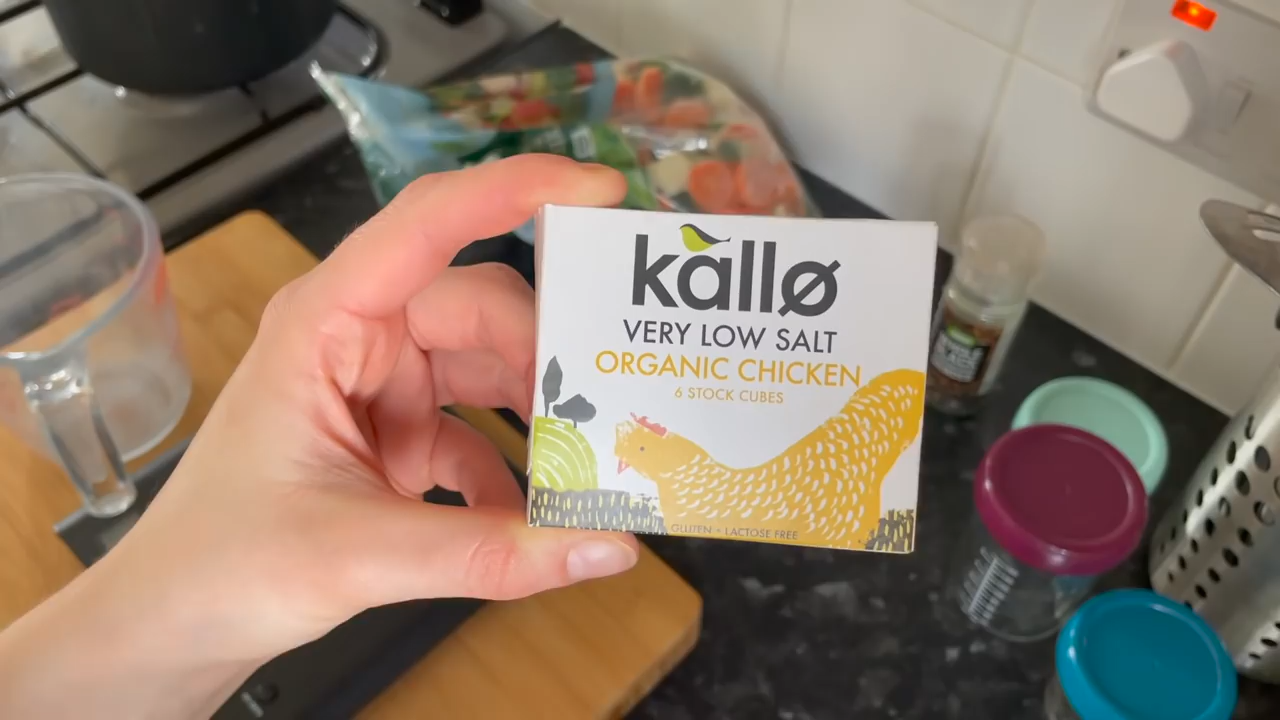 kallø
VERY LOW SALT
ORGANIC CHICKEN
6 STOCK CUBES
GLUTEN + LACTOSE FREE